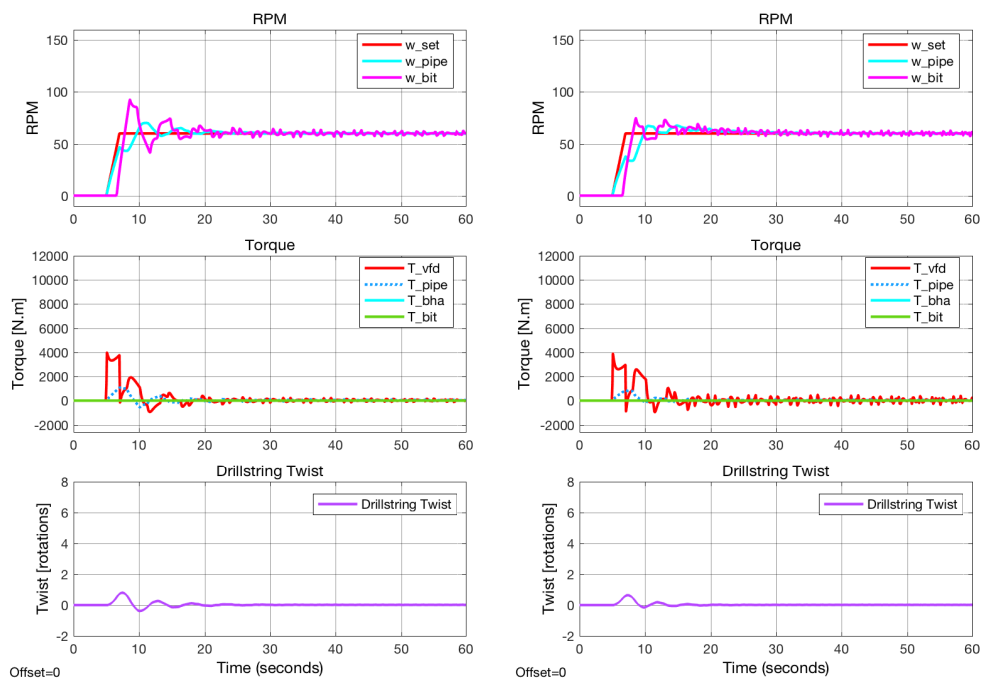 RPM
150
100
50
0
RPM
w_set
w_pipe
w_bit
0
10
20
30
40
50
60
Torque
12000
10000
8000
6000
4000
2000
0
-2000
Torque [N.m]
T_vfd
T_pipe
T_bha
T_bit
0
10
20
30
40
50
60
Drillstring Twist
8
6
4
2
0
-2
Twist [rotations]
Drillstring Twist
0
10
20
30
40
50
60
Time (seconds)
Offset=0
RPM
150
100
50
0
RPM
w_set
w_pipe
w_bit
0
10
20
30
40
50
60
Torque
12000
10000
8000
6000
4000
2000
0
-2000
Torque [N.m]
T_vfd
T_pipe
T_bha
T_bit
0
10
20
30
40
50
60
Drillstring Twist
8
6
4
2
0
-2
Twist [rotations]
Drillstring Twist
0
10
20
30
40
50
60
Time (seconds)
Offset=0